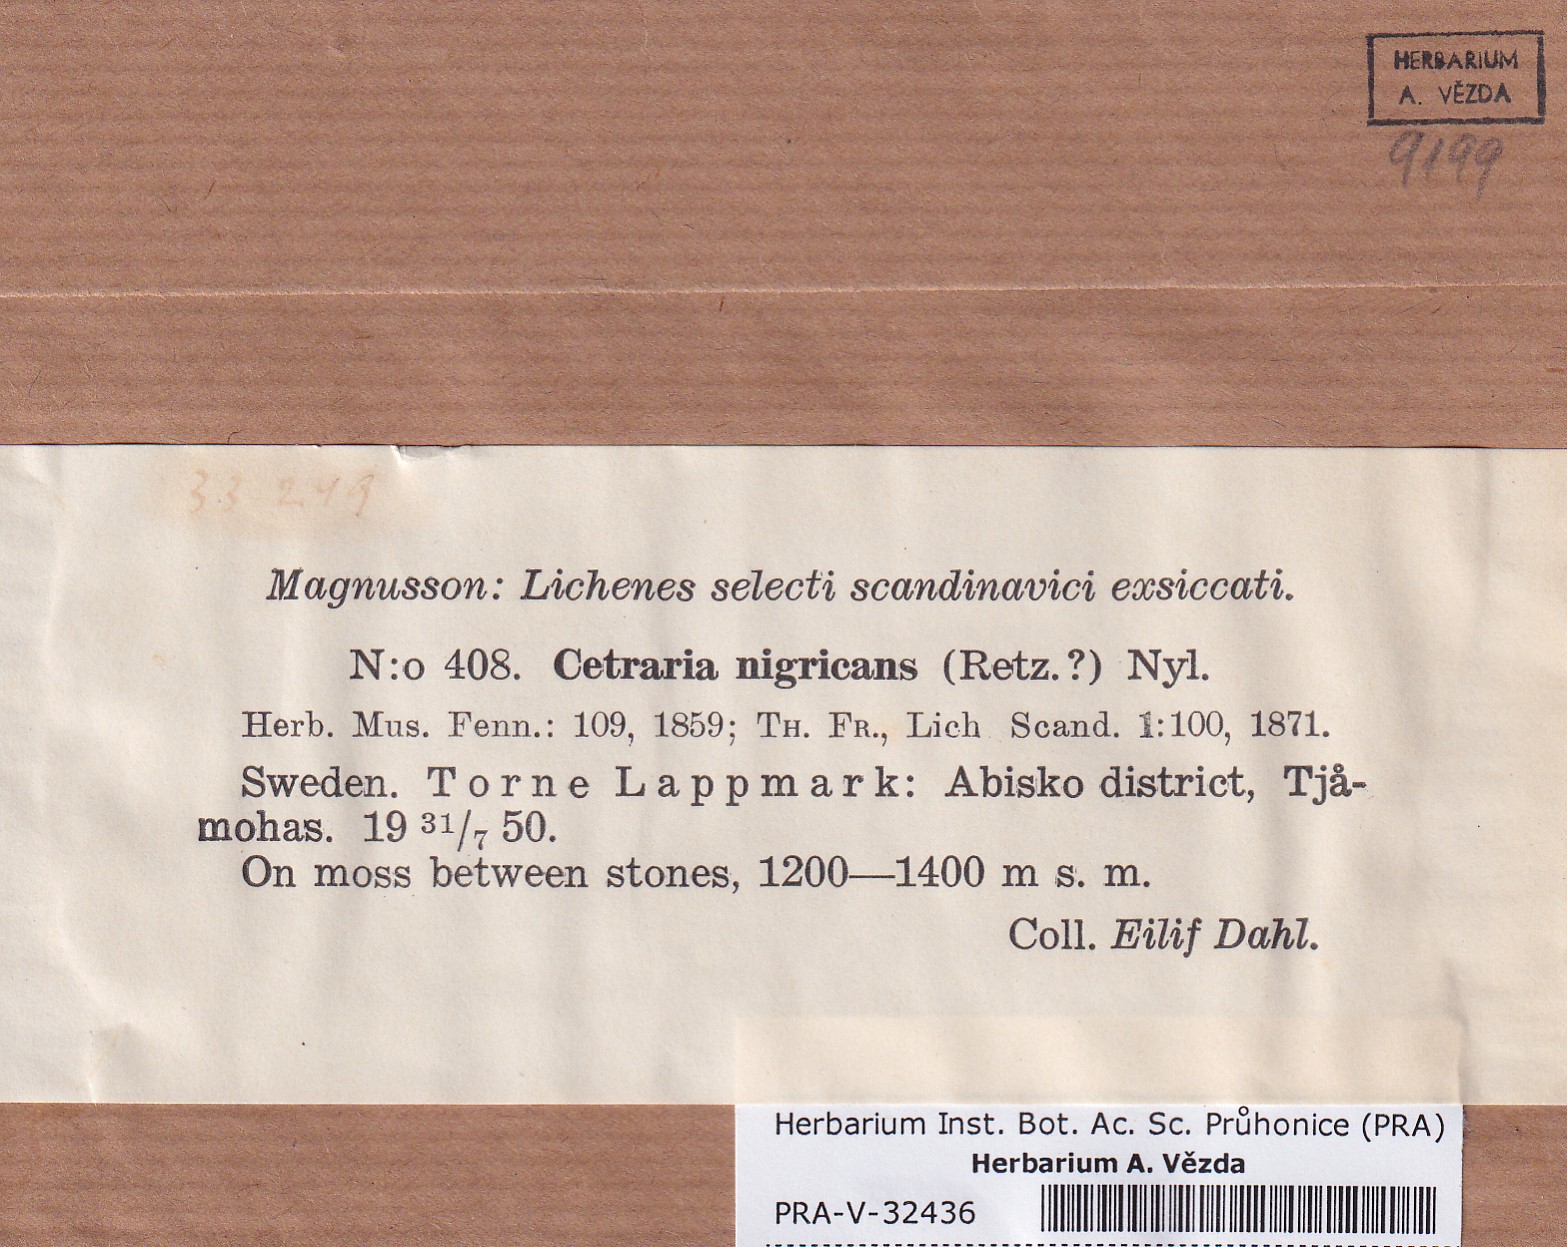 HERBARIUM
A. VĚZDA
9199
33 249
Magnusson: Lichenes selecti scandinavici exsiccati.
N:o 408. Cetraria nigricans (Retz.?) Nyl.
Herb. Mus. Fenn.: 109, 1859; TH. FR., Lich Scand. 1:100, 1871.
Sweden. Torne Lappmark: Abisko district, Tjå-
mohas. 19 31/7 50.
On moss between stones, 1200—1400 m s. m.
Coll. Eilif Dahl.
Herbarium Inst. Bot. Ac. Sc. Průhonice (PRA)
Herbarium A. Vězda
PRA-V-32436